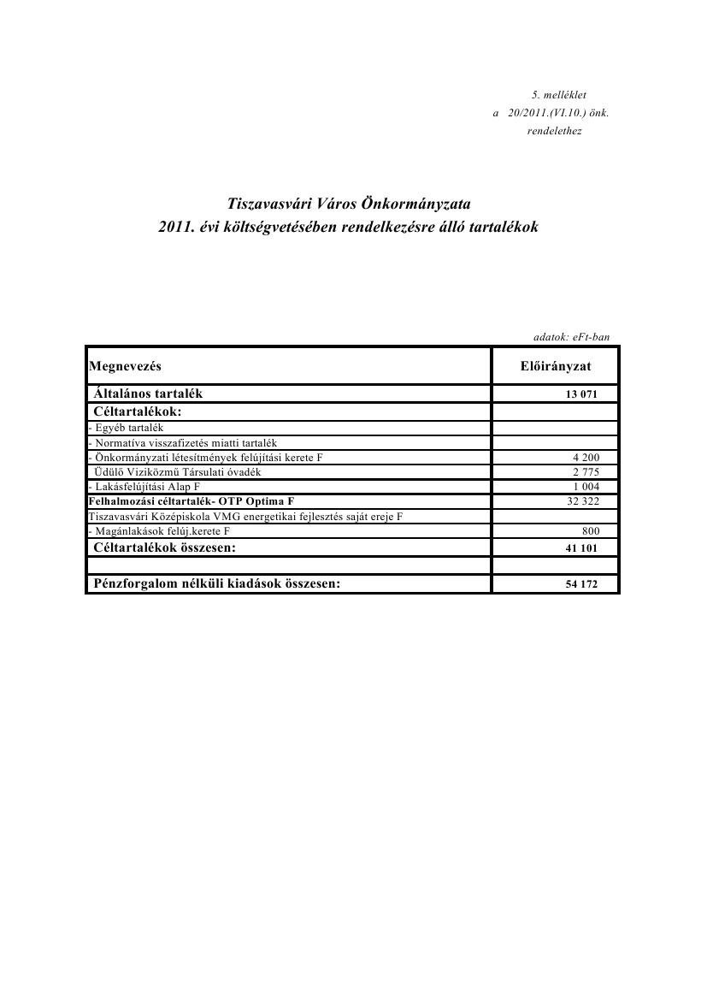 5. melléklet
a 20/2011.(VI.10.) önk.
rendelethez
Tiszavasvári Város Önkormányzata
2011. évi költségvetésében rendelkezésre álló tartalékok
adatok: eFt-ban
Megnevezés Előirányzat
Általános tartalék 13 071
Céltartalékok:
- Egyéb tartalék
- Normatíva visszafizetés miatti tartalék
- Önkormányzati létesítmények felújítási kerete F 4 200
Üdülő Viziközmű Társulati óvadék 2 775
- Lakásfelújítási Alap F 1 004
Felhalmozási céltartalék- OTP Optima F 32 322
Tiszavasvári Középiskola VMG energetikai fejlesztés saját ereje F
- Magánlakások felúj.kerete F 800
Céltartalékok összesen: 41 101
Pénzforgalom nélküli kiadások összesen: 54 172